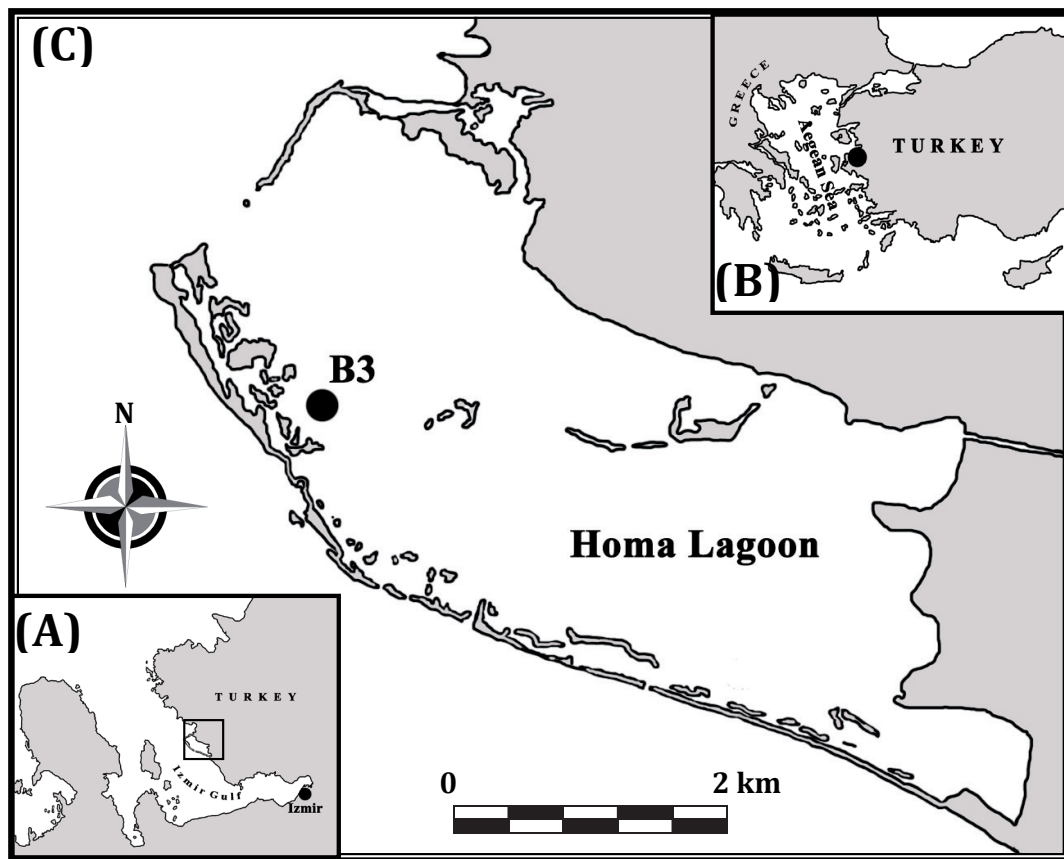 (C)
GREECE
Aegean Sea
TURKEY
(B)
B3
N
Homa Lagoon
(A)
TURKEY
Izmir Gulf
Izmir
0 2 km